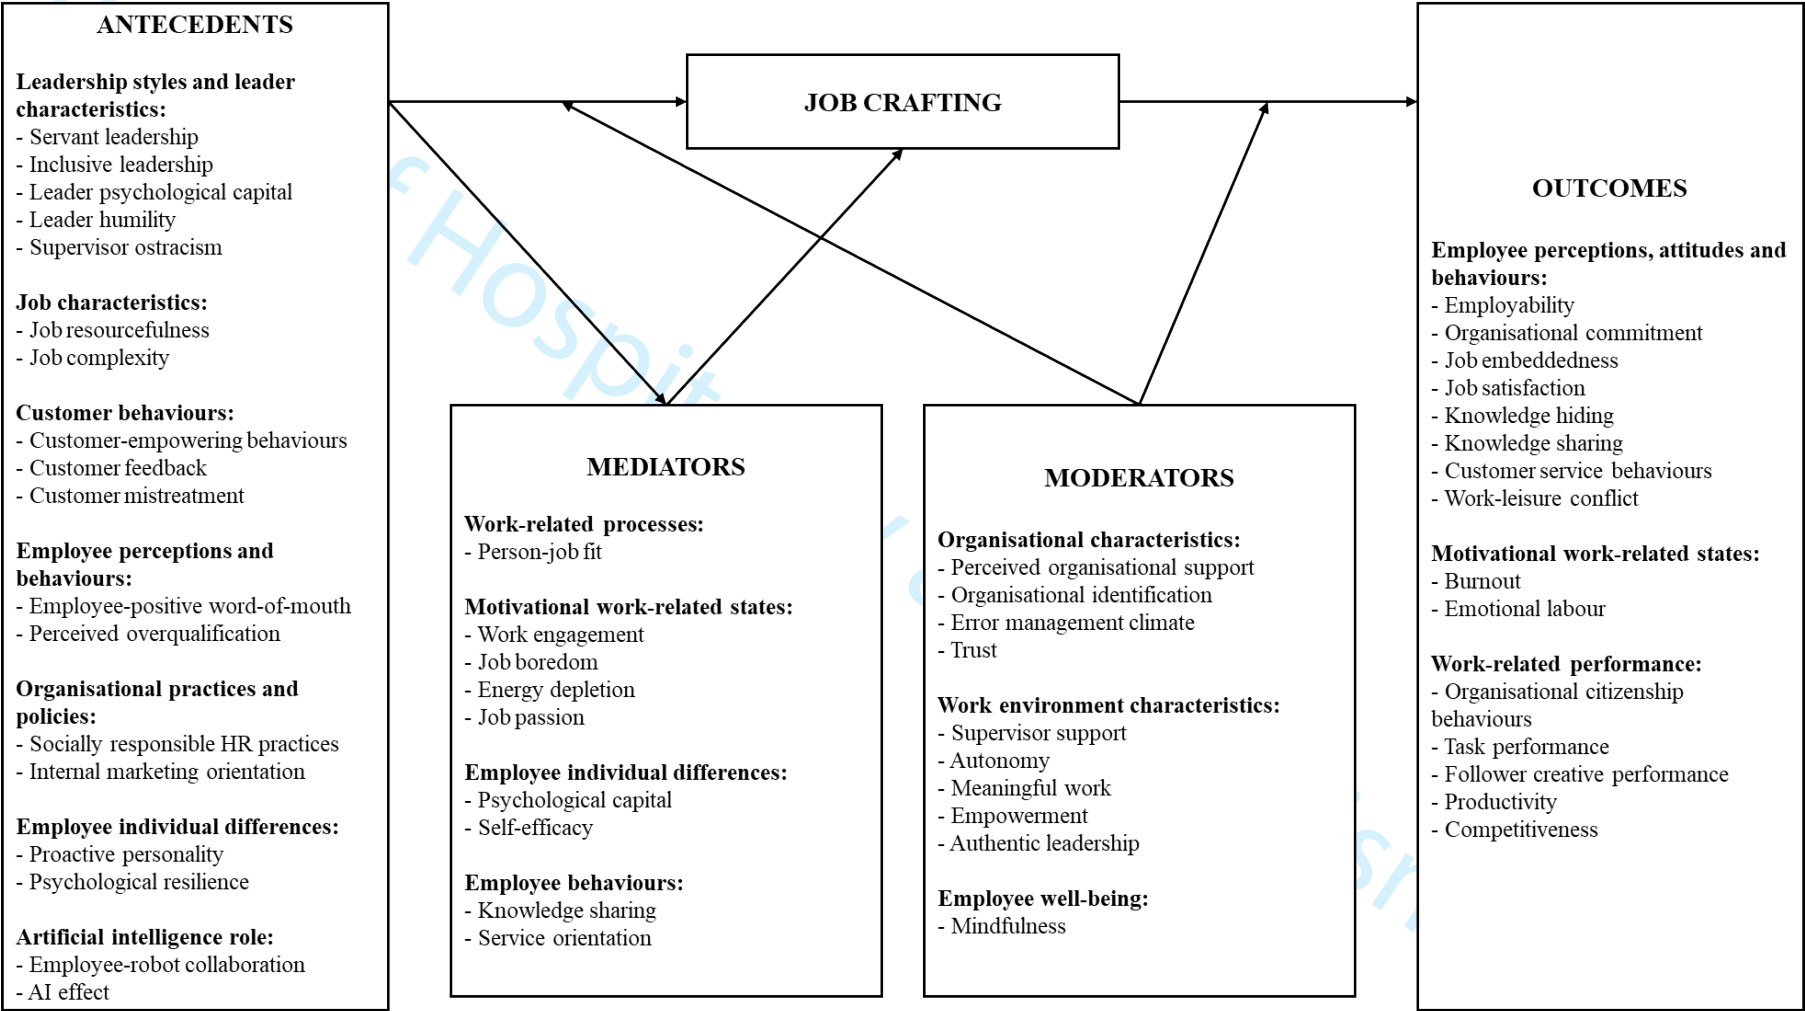 ANTECEDENTS
Leadership styles and leader
characteristics:
- Servant leadership
- Inclusive leadership
- Leader psychological capital
- Leader humility
- Supervisor ostracism
Job characteristics:
- Job resourcefulness
- Job complexity
Customer behaviours:
- Customer-empowering behaviours
- Customer feedback
- Customer mistreatment
Employee perceptions and
behaviours:
- Employee-positive word-of-mouth
- Perceived overqualification
Organisational practices and
policies:
- Socially responsible HR practices
- Internal marketing orientation
Employee individual differences:
- Proactive personality
- Psychological resilience
Artificial intelligence role:
- Employee-robot collaboration
- AI effect
JOB CRAFTING
MEDIATORS
Work-related processes:
- Person-job fit
Motivational work-related states:
- Work engagement
- Job boredom
- Energy depletion
- Job passion
Employee individual differences:
- Psychological capital
- Self-efficacy
Employee behaviours:
- Knowledge sharing
- Service orientation
MODERATORS
Organisational characteristics:
- Perceived organisational support
- Organisational identification
- Error management climate
- Trust
Work environment characteristics:
- Supervisor support
- Autonomy
- Meaningful work
- Empowerment
- Authentic leadership
Employee well-being:
- Mindfulness
OUTCOMES
Employee perceptions, attitudes and
behaviours:
- Employability
- Organisational commitment
- Job embeddedness
- Job satisfaction
- Knowledge hiding
- Knowledge sharing
- Customer service behaviours
- Work-leisure conflict
Motivational work-related states:
- Burnout
- Emotional labour
Work-related performance:
- Organisational citizenship
behaviours
- Task performance
- Follower creative performance
- Productivity
- Competitiveness